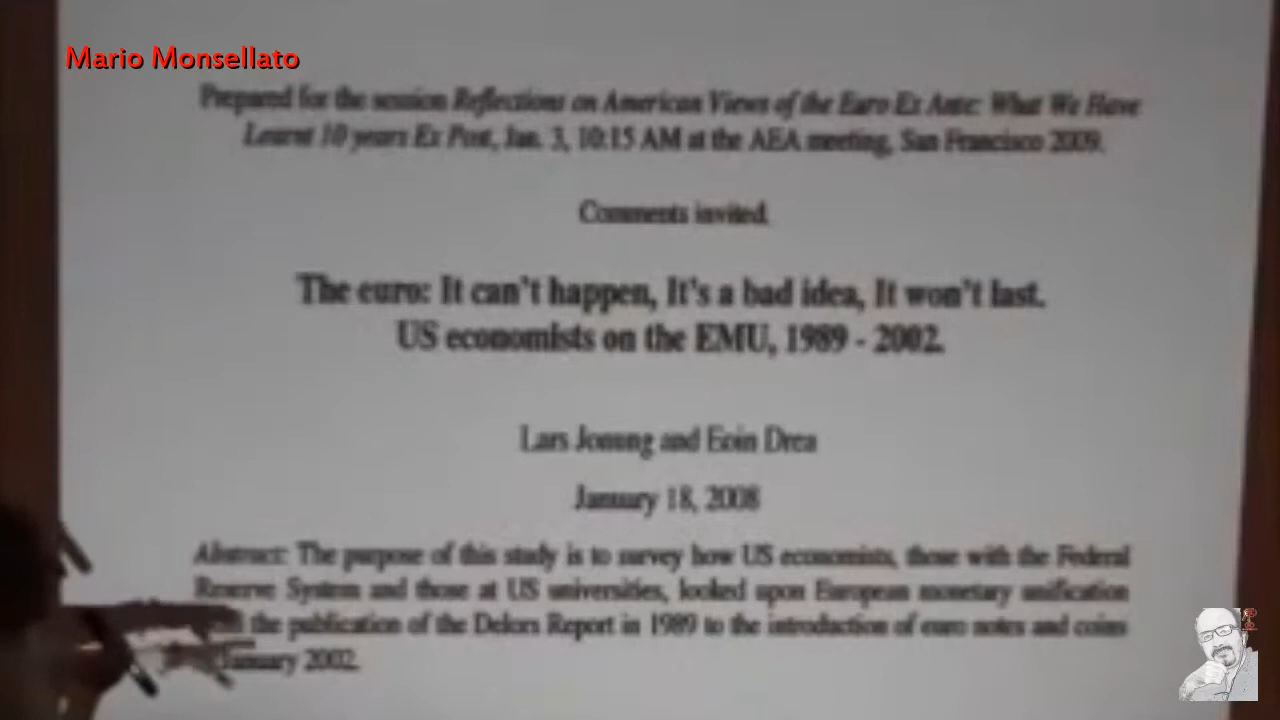 Mario Monsellato
Prepared for the session Reflections on American Views of the Euro Ex Ante: What We Have
Learnt 10 years Ex Post, Jan. 3, 10:15 AM at the AEA meeting, San Francisco 2009.
Comments invited.
The euro: It can't happen, It's a bad idea, It won't last.
US economists on the EMU, 1989 - 2002.
Lars Jonung and Eoin Drea
January 18, 2008
Abstract: The purpose of this study is to survey how US economists, those with the Federal
Reserve System and those at US universities, looked upon European monetary unification
the publication of the Delors Report in 1989 to the introduction of euro notes and coins
January 2002.